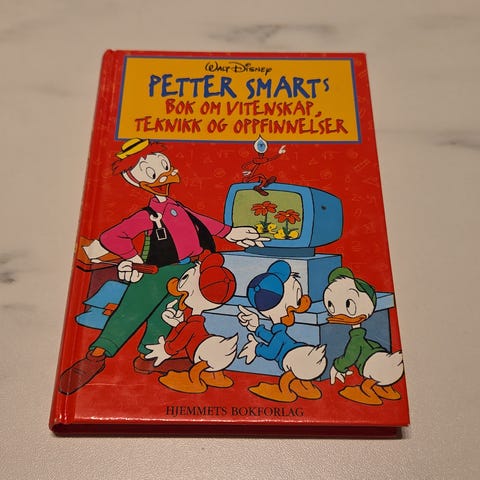 WALT DISNEY
PETTER SMARTS
BOK OM VITENSKAP,
TEKNIKK OG OPPFINNELSER
HJEMMETS BOKFORLAG